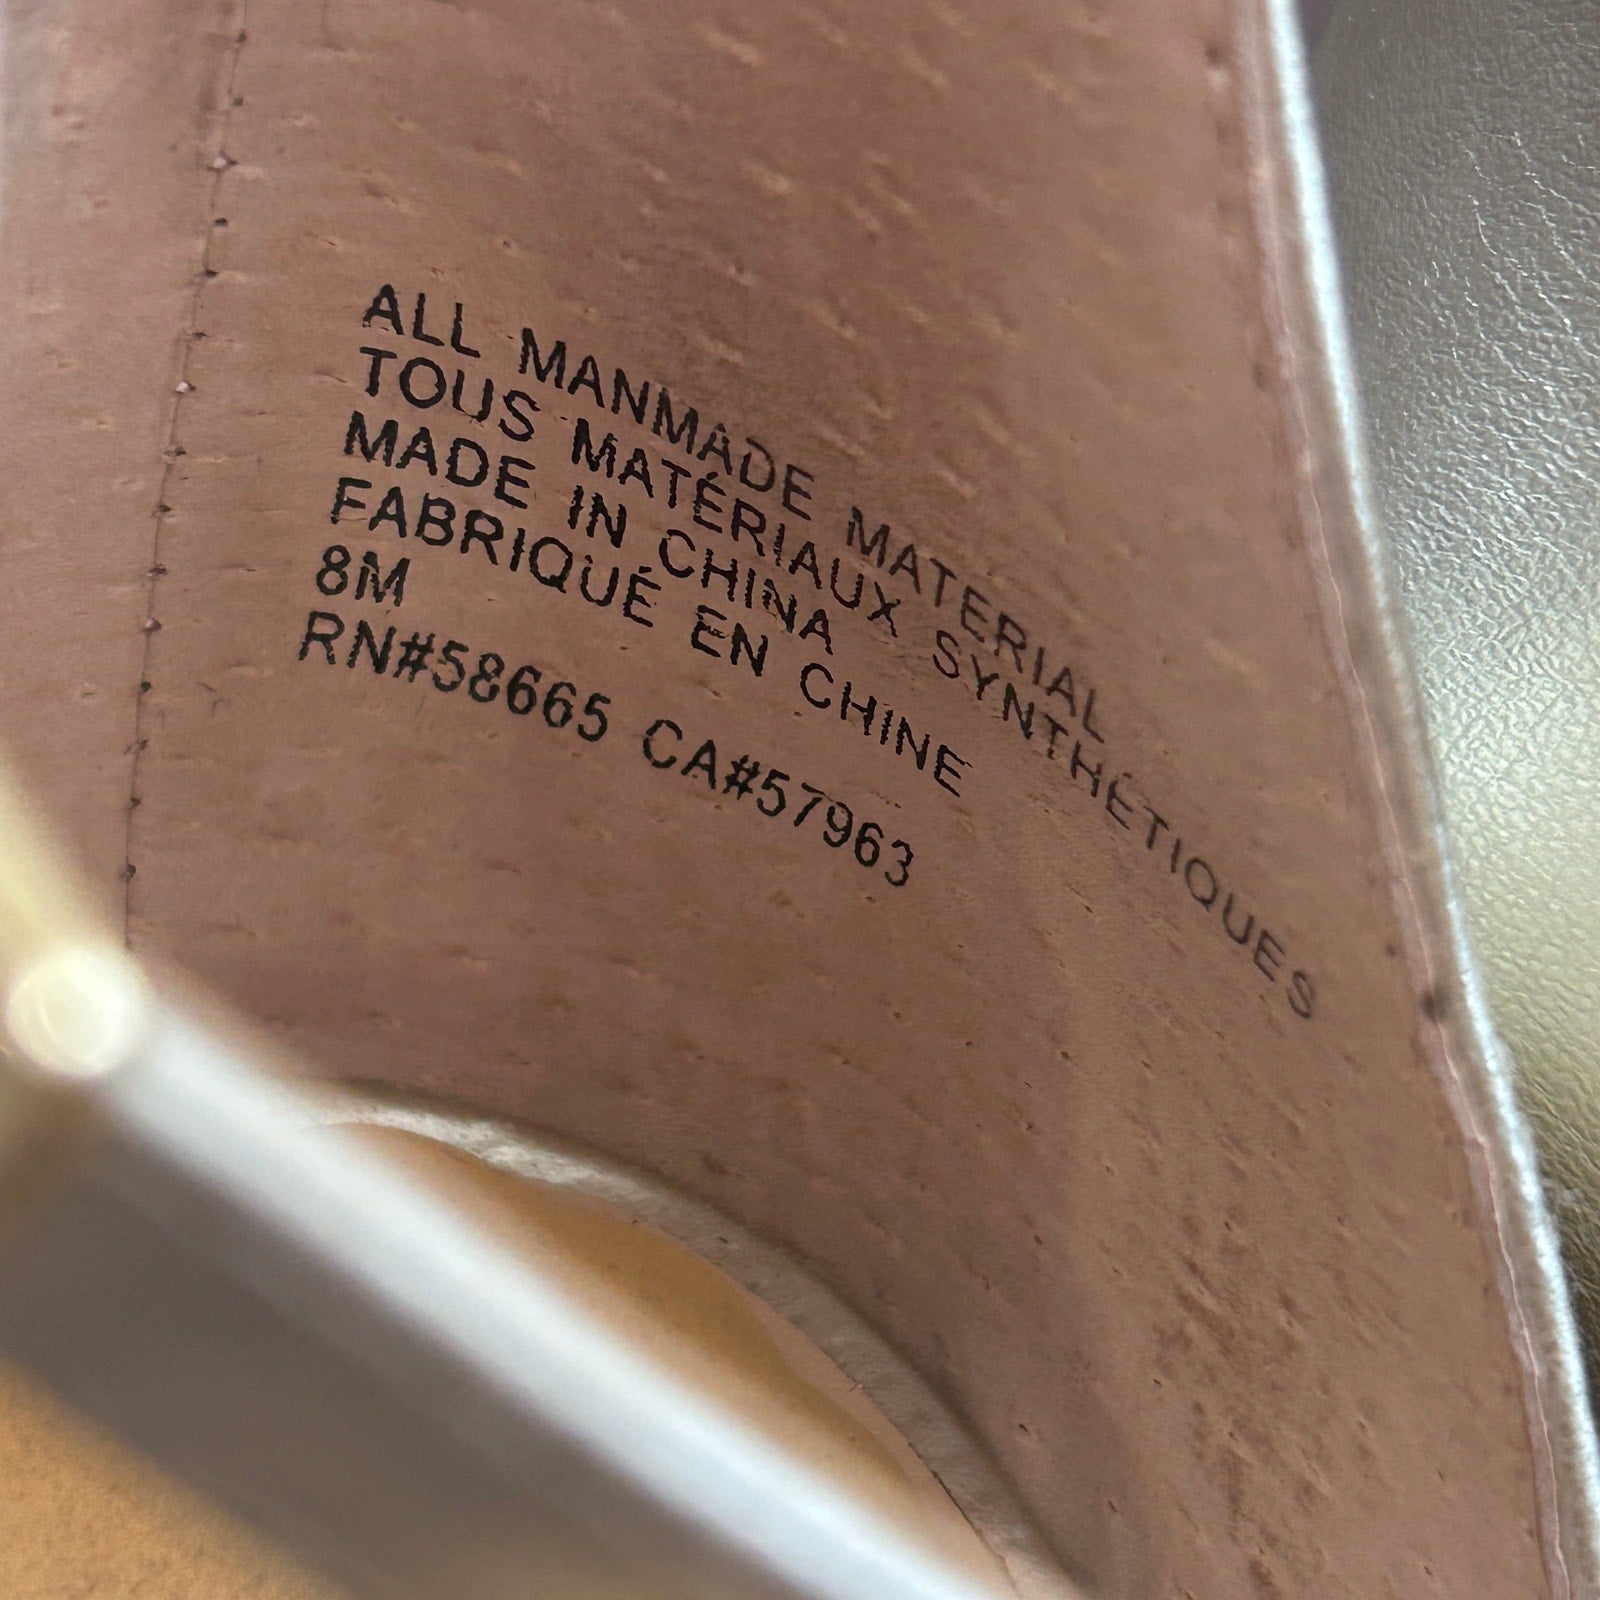 ALL MANMADE MATERIAL
TOUS MATÉRIAUX SYNTHÉTIQUES
MADE IN CHINA
FABRIQUÉ EN CHINE
8M
RN#58665 CA#57963